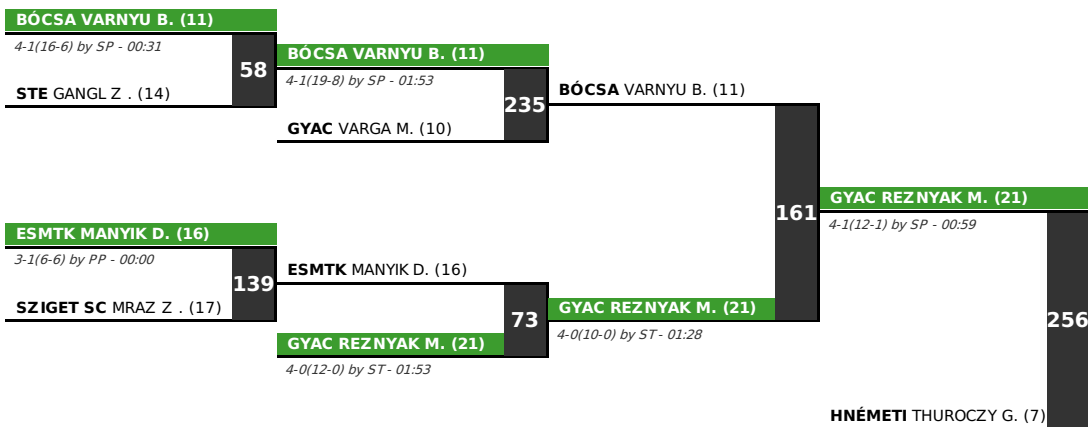 BÓCSA VARNYU B. (11)
4-1(16-6) by SP - 00:31
58
STE GANGL Z . (14)
BÓCSA VARNYU B. (11)
4-1(19-8) by SP - 01:53
235
GYAC VARGA M. (10)
BÓCSA VARNYU B. (11)
161
ESMTK MANYIK D. (16)
3-1(6-6) by PP - 00:00
139
SZIGET SC MRAZ Z . (17)
ESMTK MANYIK D. (16)
73
GYAC REZNYAK M. (21)
4-0(12-0) by ST - 01:53
GYAC REZNYAK M. (21)
4-0(10-0) by ST - 01:28
GYAC REZNYAK M. (21)
4-1(12-1) by SP - 00:59
256
HNÉMETI THUROCZY G. (7)